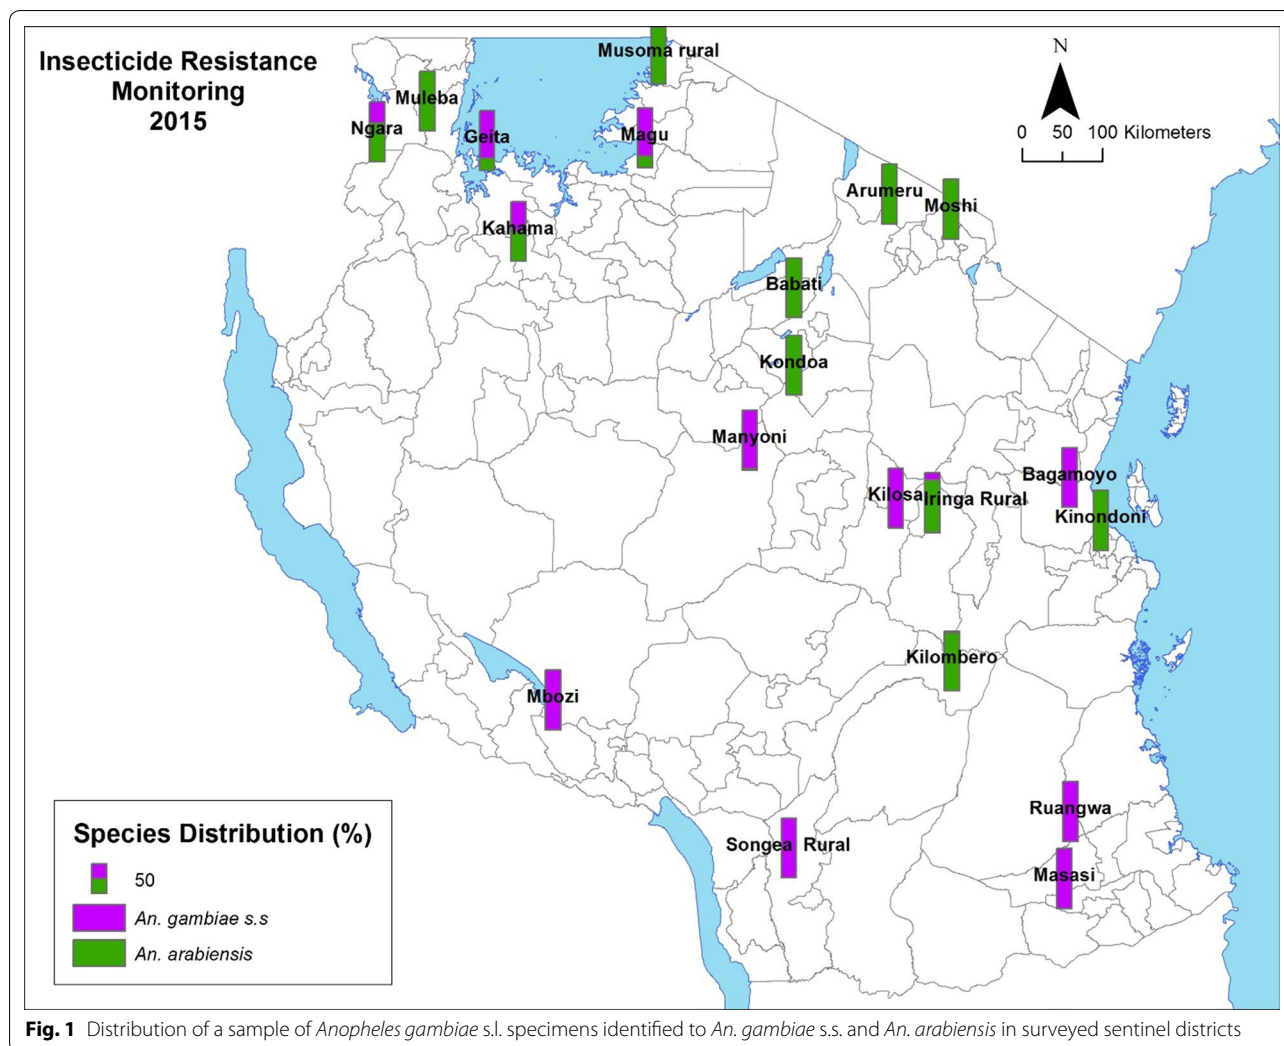 Insecticide Resistance
Monitoring
2015
Musoma rural
N
0 50 100 Kilometers
Muleba
Ngara
Geita
Magu
Arumeru
Moshi
Kahama
Babati
Kondoa
Manyoni
Bagamoyo
Kilosa
Iringa Rural
Kinondoni
Kilombero
Mbozi
Ruangwa
Songea Rural
Masasi
Species Distribution (%)
50
An. gambiae s.s
An. arabiensis
Fig. 1 Distribution of a sample of Anopheles gambiae s.l. specimens identified to An. gambiae s.s. and An. arabiensis in surveyed sentinel districts